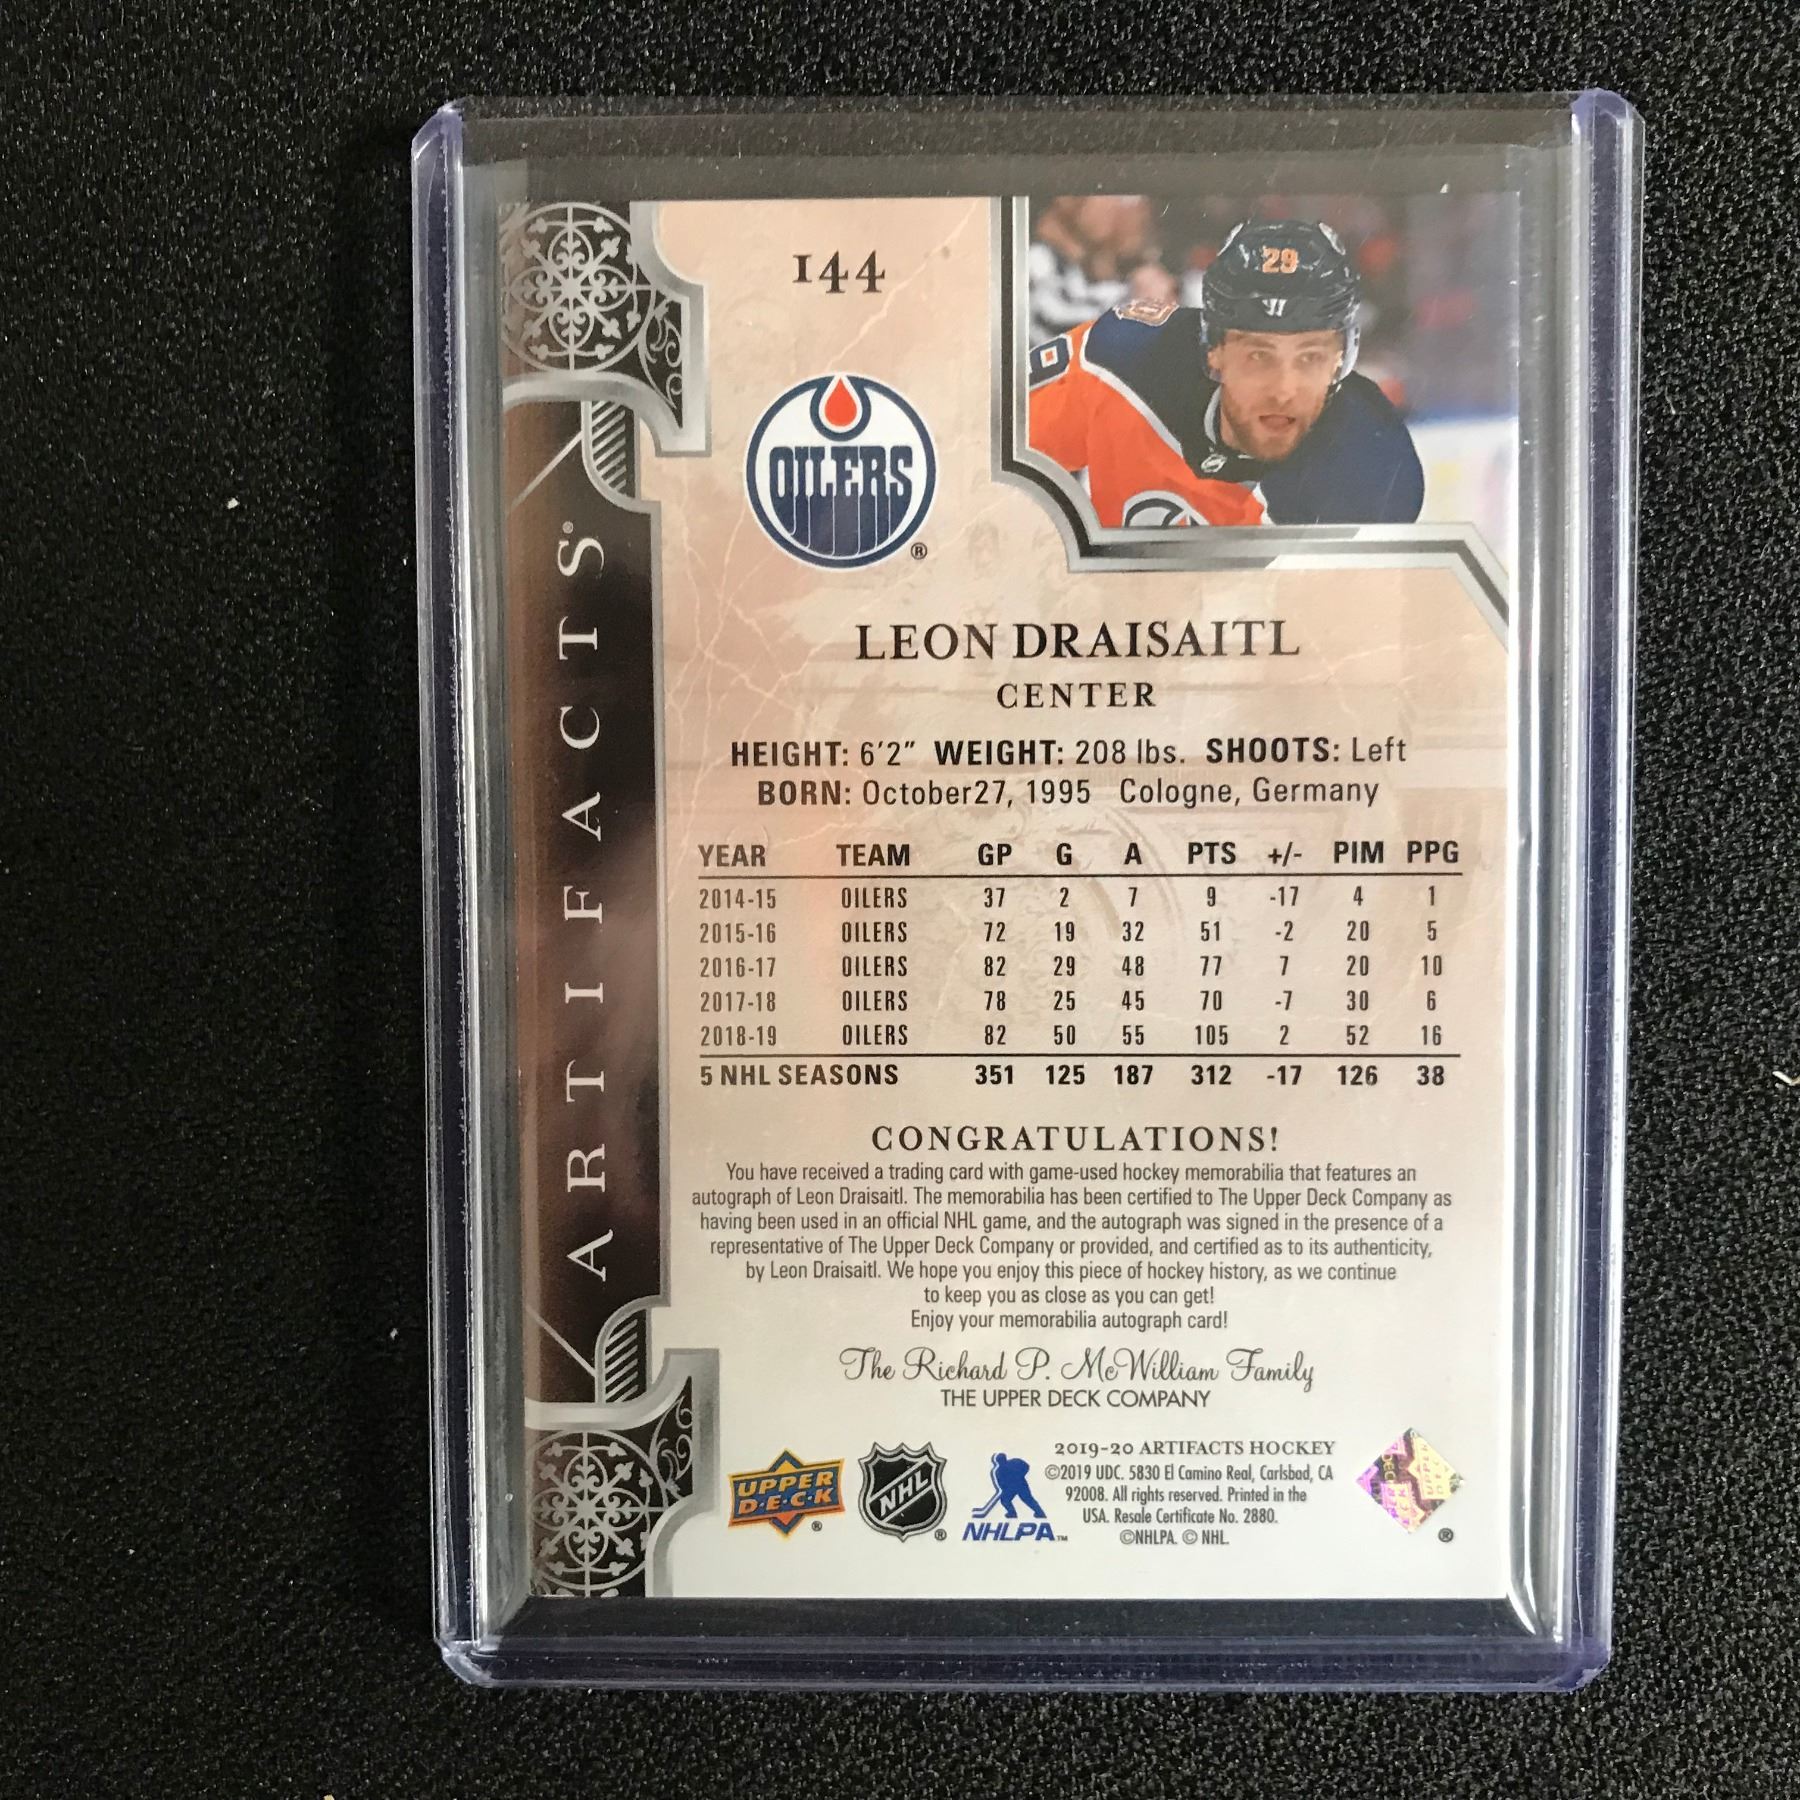 144
29
OILERS
®
ARTIFACTS®
LEON DRAISAITL
CENTER
HEIGHT: 6'2" WEIGHT: 208 lbs. SHOOTS: Left
BORN: October27, 1995 Cologne, Germany
YEAR TEAM GP G A PTS +/- PIM PPG
2014-15 OILERS 37 2 7 9 -17 4 1
2015-16 OILERS 72 19 32 51 -2 20 5
2016-17 OILERS 82 29 48 77 7 20 10
2017-18 OILERS 78 25 45 70 -7 30 6
2018-19 OILERS 82 50 55 105 2 52 16
5 NHL SEASONS 351 125 187 312 -17 126 38
CONGRATULATIONS!
You have received a trading card with game-used hockey memorabilia that features an
autograph of Leon Draisaitl. The memorabilia has been certified to The Upper Deck Company as
having been used in an official NHL game, and the autograph was signed in the presence of a
representative of The Upper Deck Company or provided, and certified as to its authenticity,
by Leon Draisaitl. We hope you enjoy this piece of hockey history, as we continue
to keep you as close as you can get!
Enjoy your memorabilia autograph card!
The Richard P. McWilliam Family
THE UPPER DECK COMPANY
UPPER
D·E·C·K
®
NHL
®
NHLPA™
2019-20 ARTIFACTS HOCKEY
©2019 UDC. 5830 El Camino Real, Carlsbad, CA
92008. All rights reserved. Printed in the
USA. Resale Certificate No. 2880.
©NHLPA. © NHL.
®